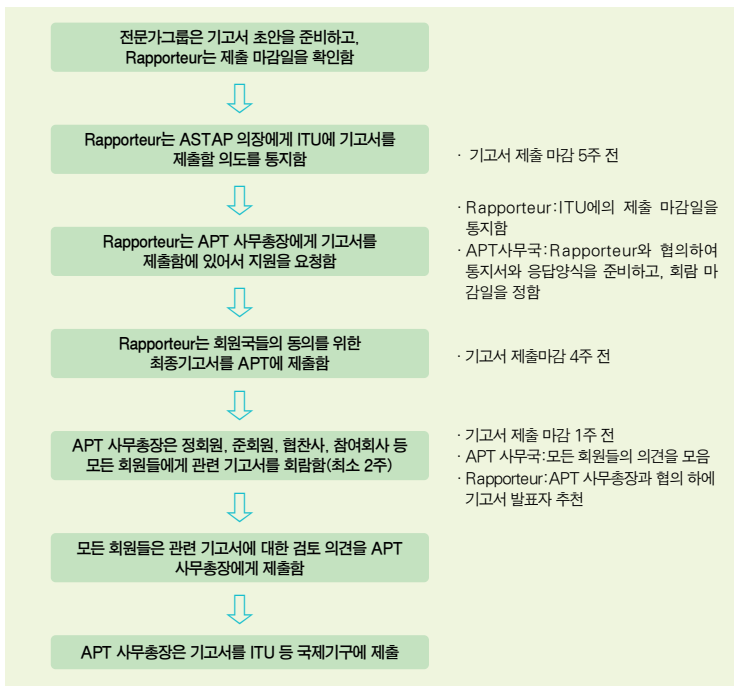 전문가그룹은 기고서 초안을 준비하고,
Rapporteur는 제출 마감일을 확인함
Rapporteur는 ASTAP 의장에게 ITU에 기고서를
제출할 의도를 통지함
· 기고서 제출 마감 5주 전
Rapporteur는 APT 사무총장에게 기고서를
제출함에 있어서 지원을 요청함
· Rapporteur:ITU에의 제출 마감일을
통지함
· APT사무국:Rapporteur와 협의하여
통지서와 응답양식을 준비하고, 회람 마
감일을 정함
Rapporteur는 회원국들의 동의를 위한
최종기고서를 APT에 제출함
· 기고서 제출마감 4주 전
APT 사무총장은 정회원, 준회원, 협찬사, 참여회사 등
모든 회원들에게 관련 기고서를 회람함(최소 2주)
· 기고서 제출 마감 1주 전
· APT 사무국:모든 회원들의 의견을 모음
· Rapporteur:APT 사무총장과 협의 하에
기고서 발표자 추천
모든 회원들은 관련 기고서에 대한 검토 의견을 APT
사무총장에게 제출함
APT 사무총장은 기고서를 ITU 등 국제기구에 제출